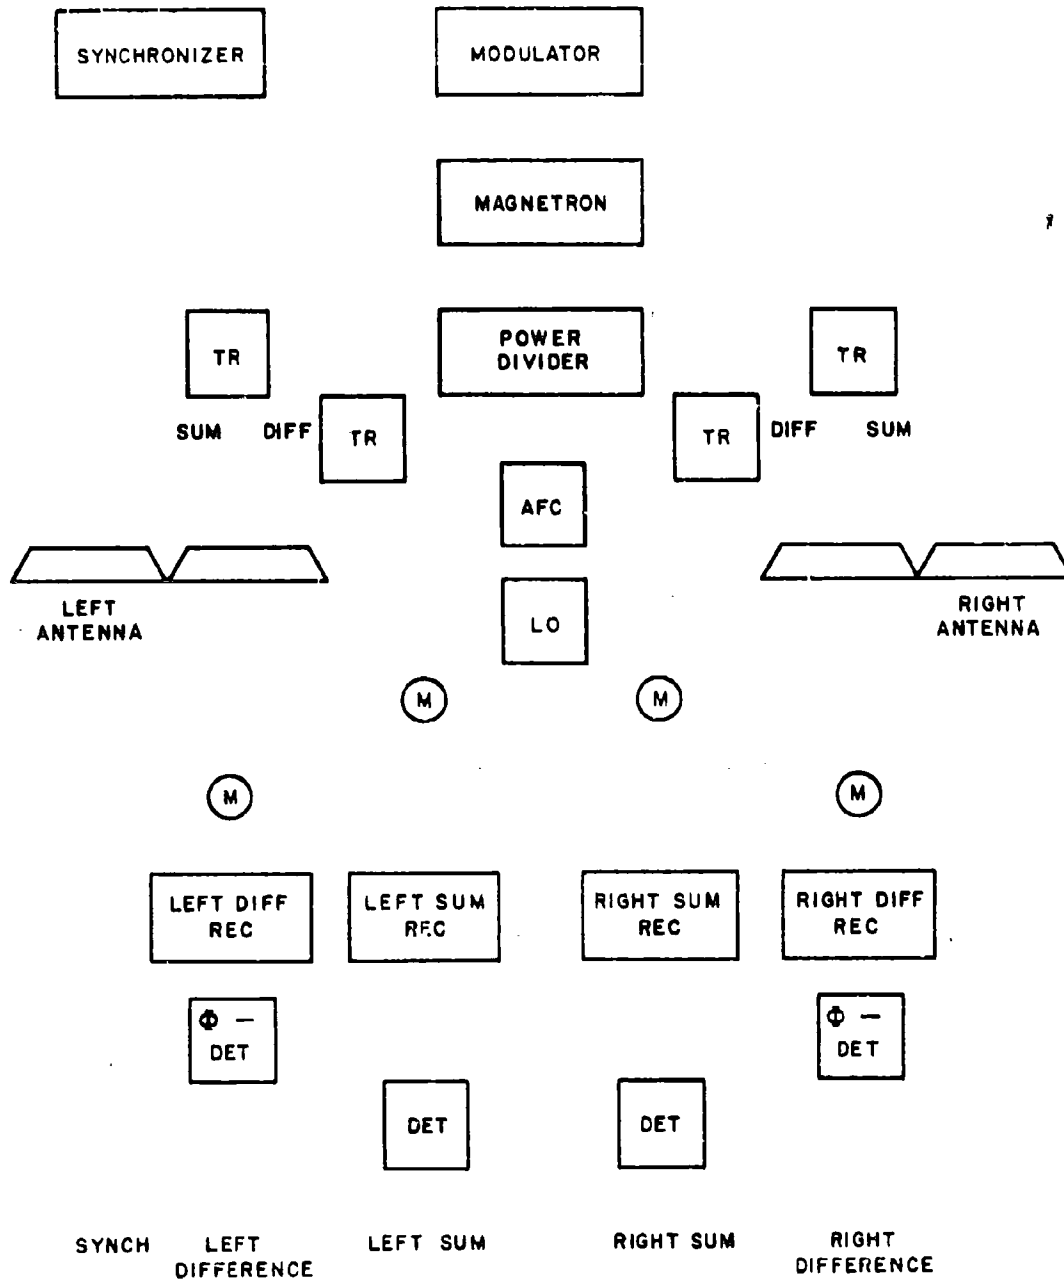 SYNCHRONIZER
MODULATOR
MAGNETRON
TR
POWER
DIVIDER
TR
SUM
DIFF
TR
TR
DIFF
SUM
AFC
LEFT
ANTENNA
LO
RIGHT
ANTENNA
M
M
M
M
LEFT DIFF
REC
LEFT SUM
REC
RIGHT SUM
REC
RIGHT DIFF
REC
Φ —
DET
Φ —
DET
DET
DET
SYNCH
LEFT
DIFFERENCE
LEFT SUM
RIGHT SUM
RIGHT
DIFFERENCE